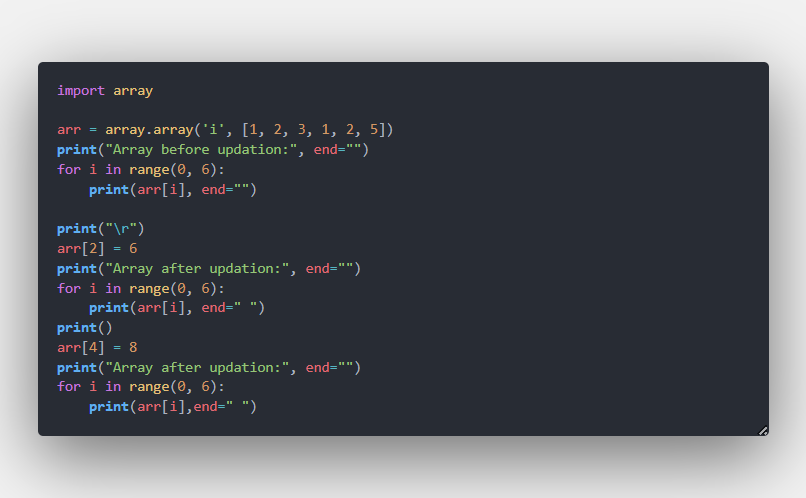 import array

arr = array.array('i', [1, 2, 3, 1, 2, 5])
print("Array before updation:", end="")
for i in range(0, 6):
    print(arr[i], end="")

print("\r")
arr[2] = 6
print("Array after updation:", end="")
for i in range(0, 6):
    print(arr[i], end=" ")
print()
arr[4] = 8
print("Array after updation:", end="")
for i in range(0, 6):
    print(arr[i],end=" ")